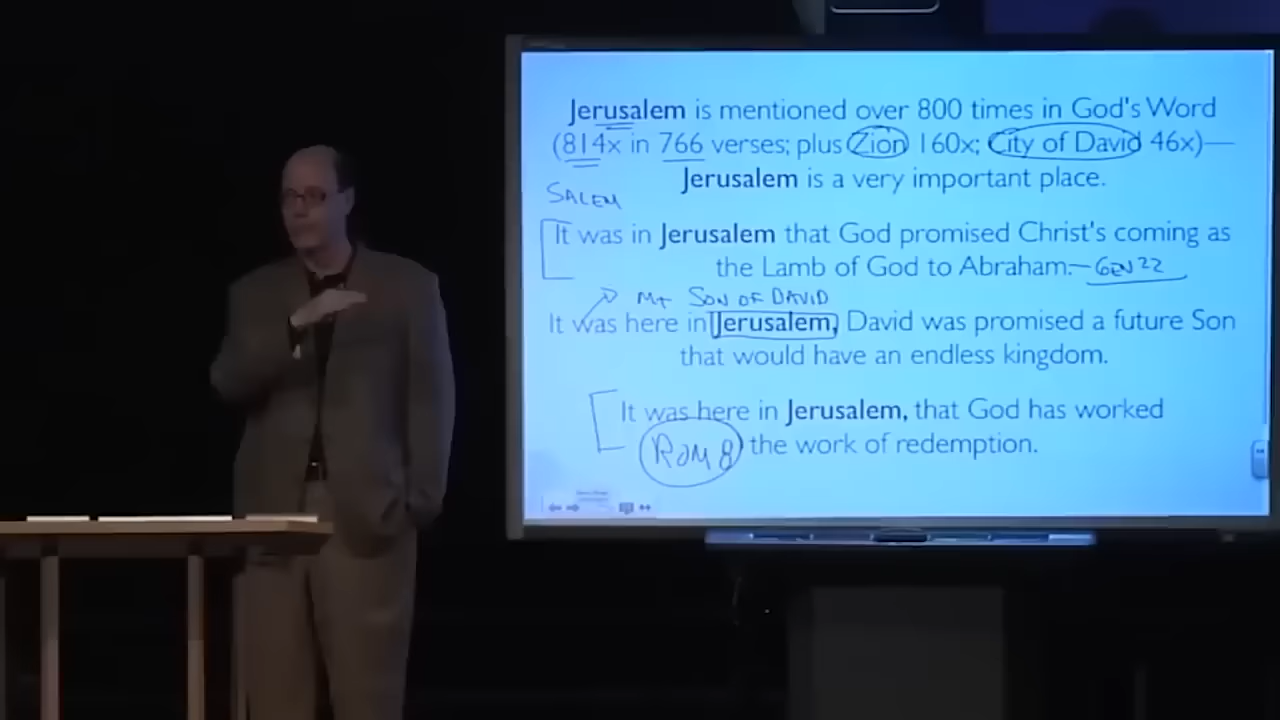 Jerusalem is mentioned over 800 times in God's Word
(814x in 766 verses; plus Zion 160x; City of David 46x)—
Jerusalem is a very important place.
SALEM
It was in Jerusalem that God promised Christ's coming as
the Lamb of God to Abraham.– GEN 22
Mt SON OF DAVID
It was here in Jerusalem, David was promised a future Son
that would have an endless kingdom.
It was here in Jerusalem, that God has worked
ROM 8 the work of redemption.